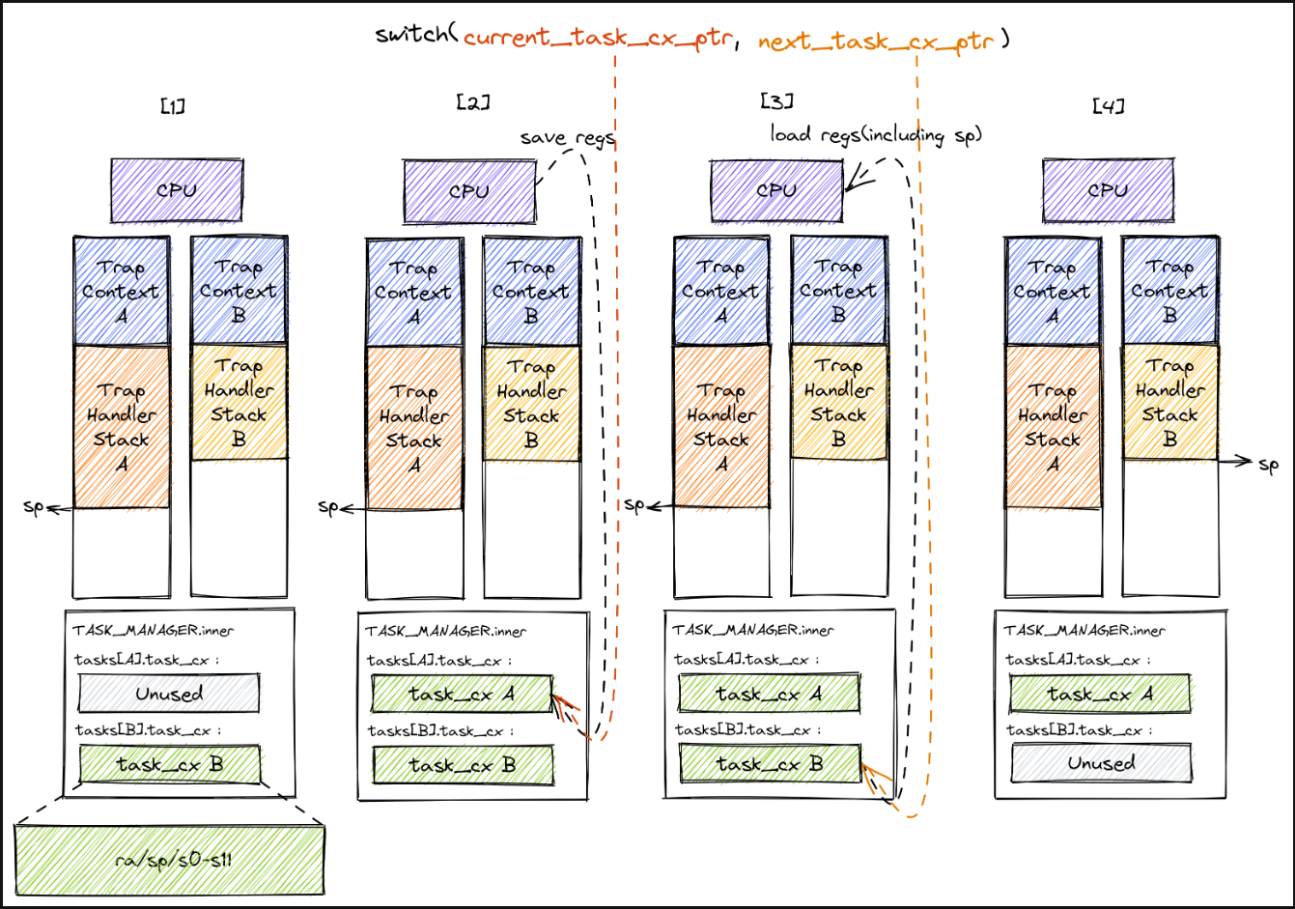 switch(current_task_cx_ptr, next_task_cx_ptr)
[1]
CPU
Trap
Context
A
Trap
Context
B
Trap
Handler
Stack
A
Trap
Handler
Stack
B
sp
TASK_MANAGER.inner
tasks[A].task_cx :
Unused
tasks[B].task_cx :
task_cx B
ra/sp/s0-s11
[2]
save regs
CPU
Trap
Context
A
Trap
Context
B
Trap
Handler
Stack
A
Trap
Handler
Stack
B
sp
TASK_MANAGER.inner
tasks[A].task_cx :
task_cx A
tasks[B].task_cx :
task_cx B
[3]
load regs(including sp)
CPU
Trap
Context
A
Trap
Context
B
Trap
Handler
Stack
A
Trap
Handler
Stack
B
sp
TASK_MANAGER.inner
tasks[A].task_cx :
task_cx A
tasks[B].task_cx :
task_cx B
[4]
CPU
Trap
Context
A
Trap
Context
B
Trap
Handler
Stack
A
Trap
Handler
Stack
B
sp
TASK_MANAGER.inner
tasks[A].task_cx :
task_cx A
tasks[B].task_cx :
Unused